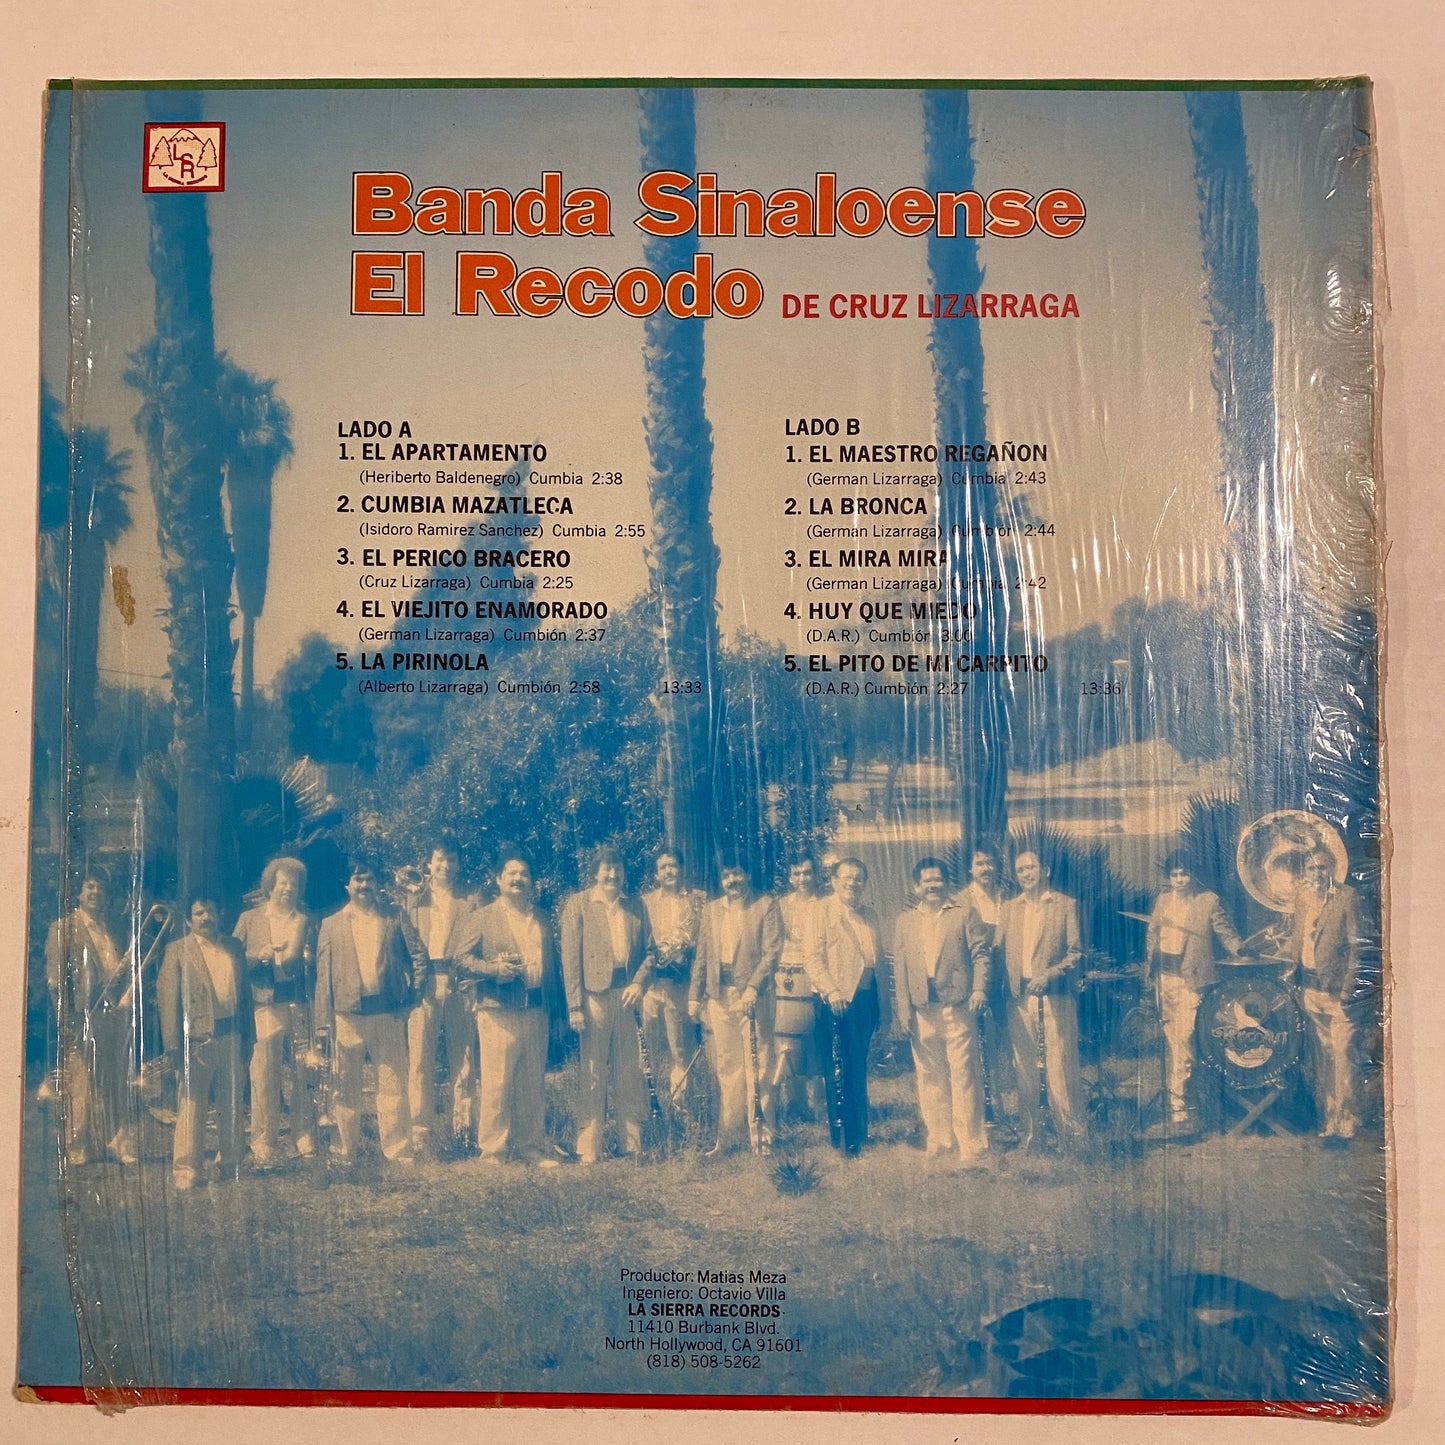 LSR
Banda Sinaloense
El Recodo DE CRUZ LIZARRAGA
LADO A
1. EL APARTAMENTO
(Heriberto Baldenegro) Cumbia 2:38
2. CUMBIA MAZATLECA
(Isidoro Ramirez Sanchez) Cumbia 2:55
3. EL PERICO BRACERO
(Cruz Lizarraga) Cumbia 2:25
4. EL VIEJITO ENAMORADO
(German Lizarraga) Cumbión 2:37
5. LA PIRINOLA
(Alberto Lizarraga) Cumbión 2:58 13:33
LADO B
1. EL MAESTRO REGAÑON
(German Lizarraga) Cumbia 2:43
2. LA BRONCA
(German Lizarraga) Cumbión 2:44
3. EL MIRA MIRA
(German Lizarraga) Cumbia 2:42
4. HUY QUE MIEDO
(D.A.R.) Cumbión 3:00
5. EL PITO DE MI CARRITO
(D.A.R.) Cumbión 2:27 13:36
Productor: Matias Meza
Ingeniero: Octavio Villa
LA SIERRA RECORDS
11410 Burbank Blvd.
North Hollywood, CA 91601
(818) 508-5262